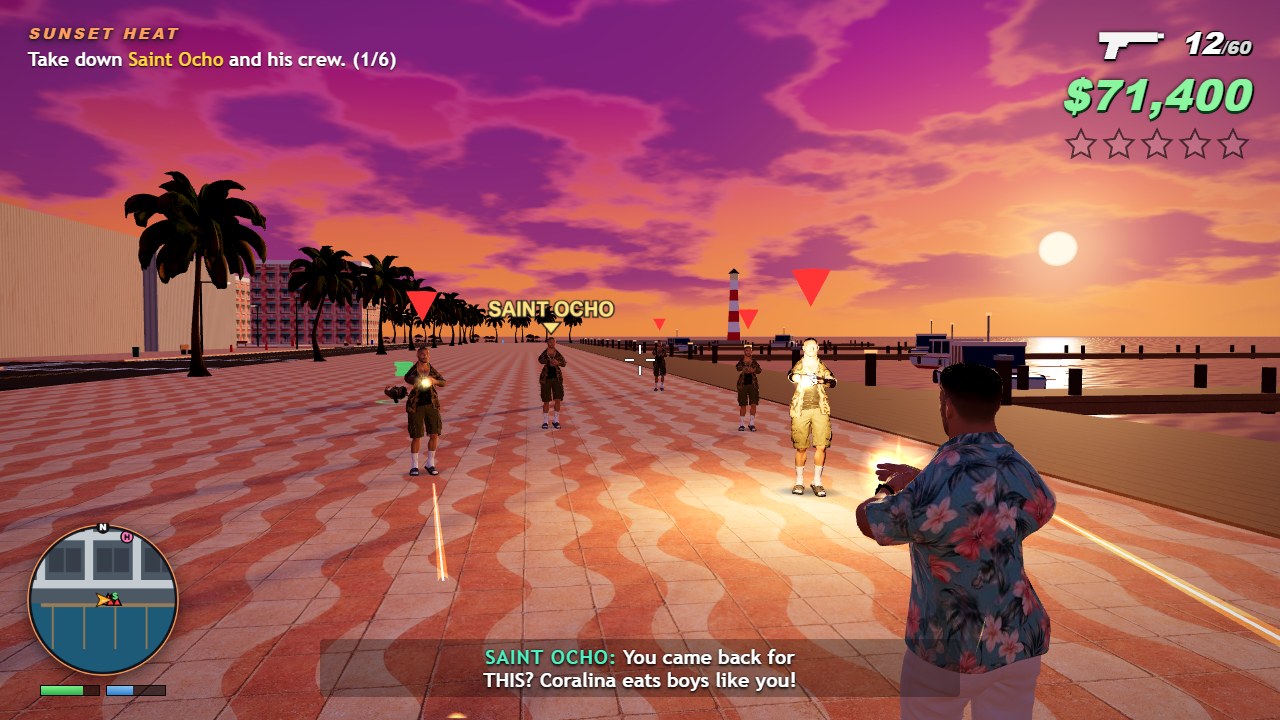 SUNSET HEAT
Take down Saint Ocho and his crew. (1/6)
12/60
$71,400
SAINT OCHO
N
H
$
SAINT OCHO: You came back for
THIS? Coralina eats boys like you!